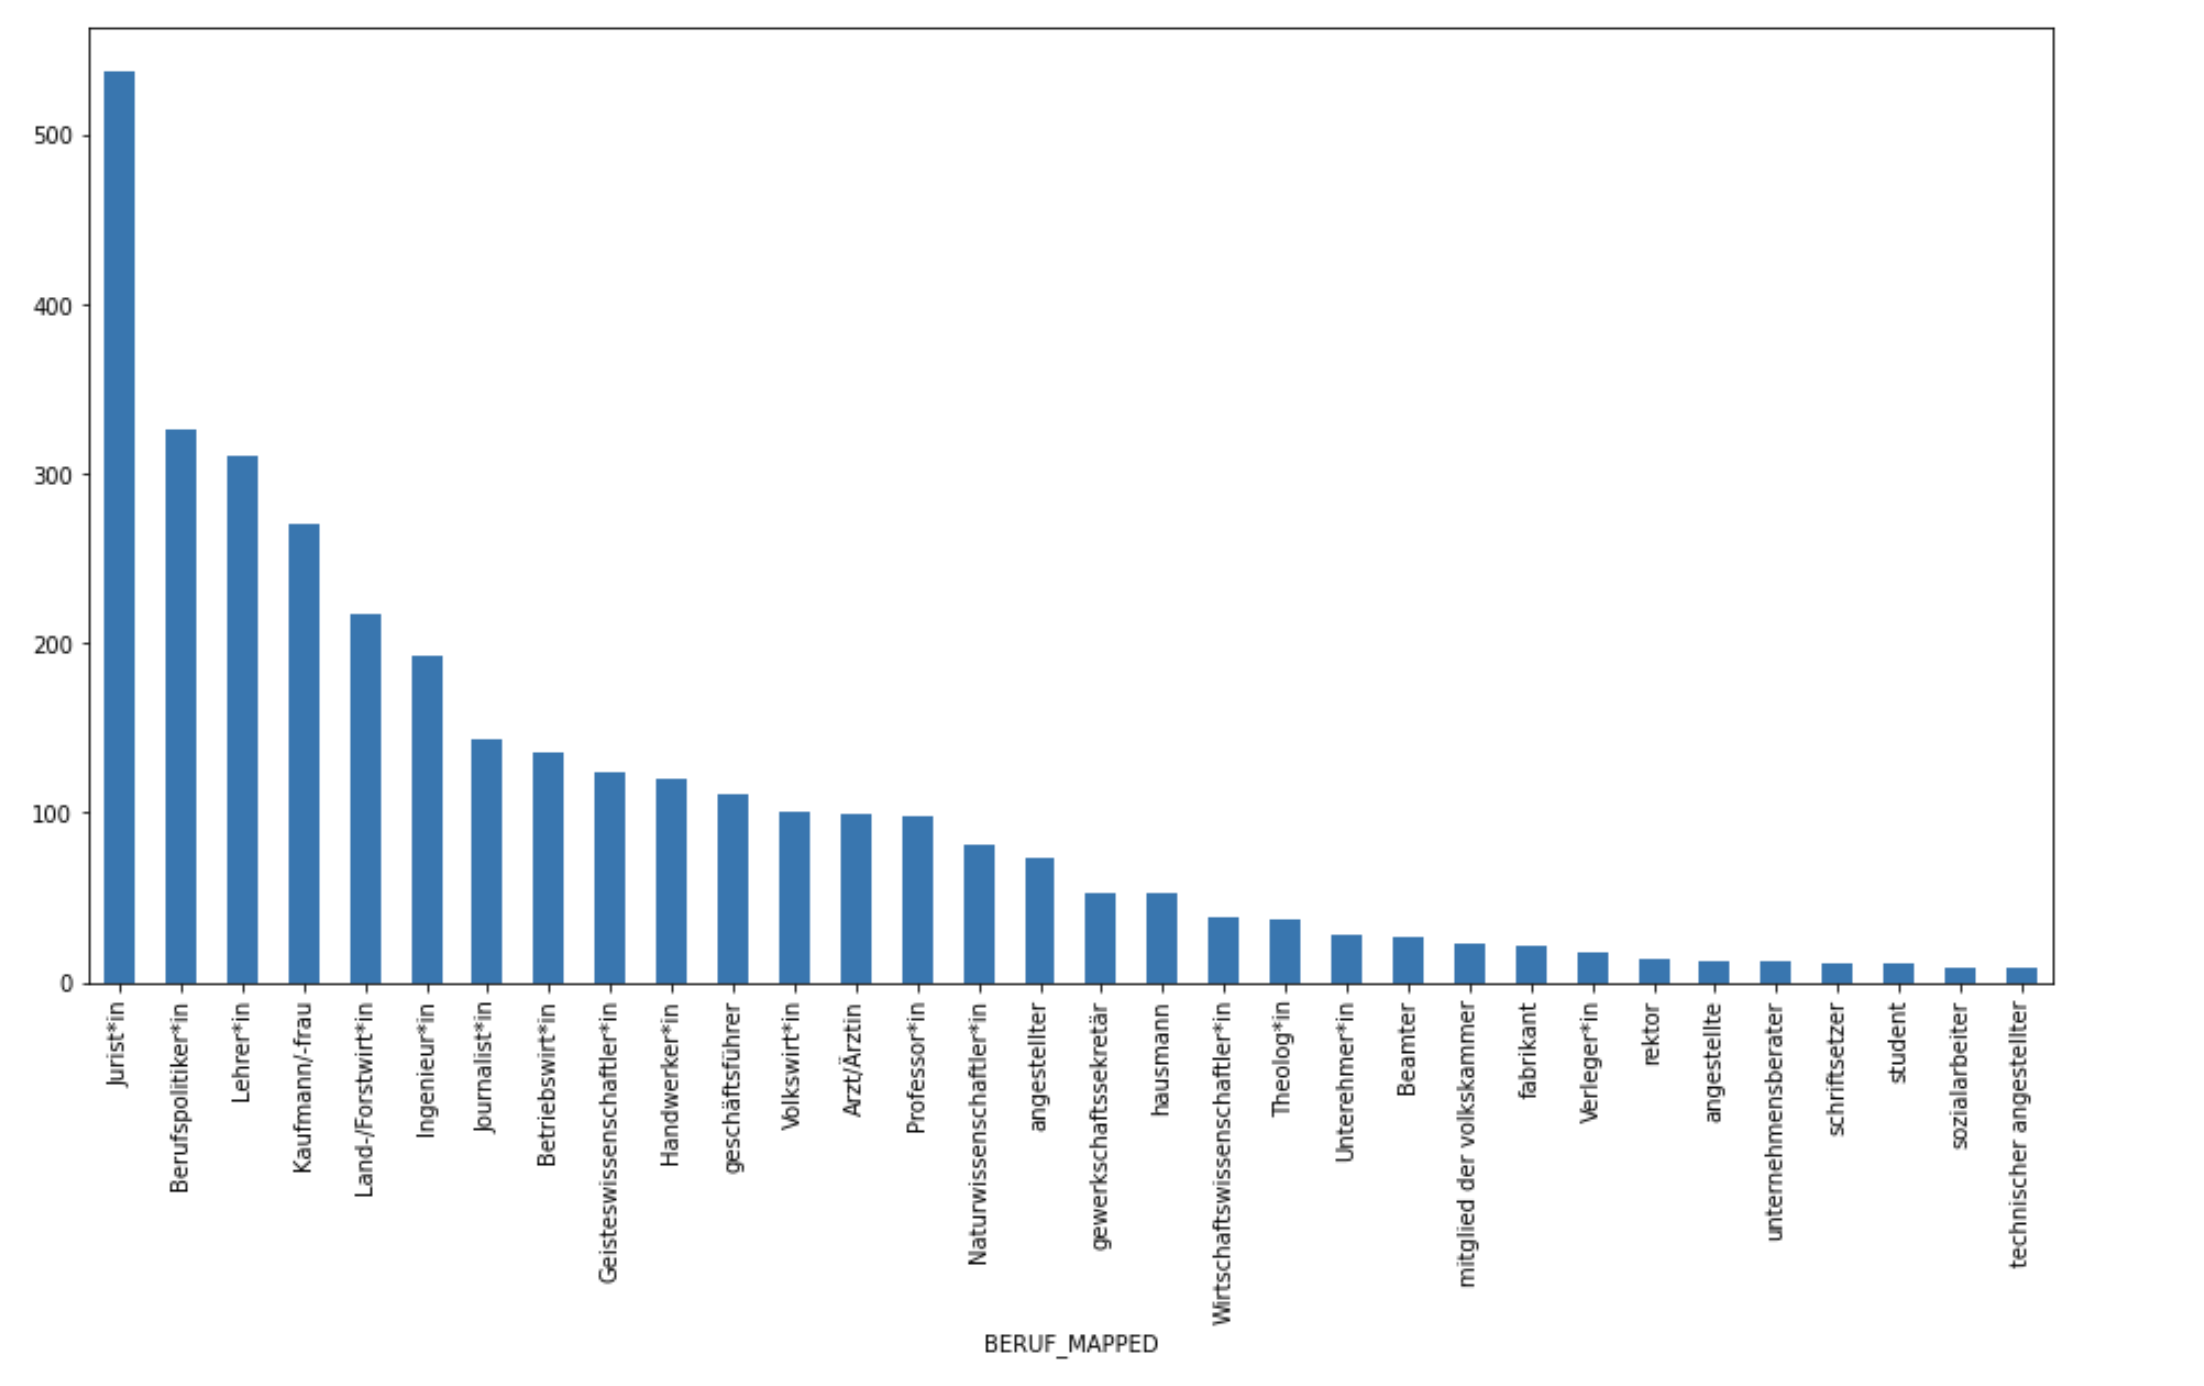 500
400
300
200
100
0
Jurist*in
Berufspolitiker*in
Lehrer*in
Kaufmann/-frau
Land-/Forstwirt*in
Ingenieur*in
Journalist*in
Betriebswirt*in
Geisteswissenschaftler*in
Handwerker*in
geschäftsführer
Volkswirt*in
Arzt/Ärztin
Professor*in
Naturwissenschaftler*in
angestellter
gewerkschaftssekretär
hausmann
Wirtschaftswissenschaftler*in
Theolog*in
Unterehmer*in
Beamter
mitglied der volkskammer
fabrikant
Verleger*in
rektor
angestellte
unternehmensberater
schriftsetzer
student
sozialarbeiter
technischer angestellter
BERUF_MAPPED